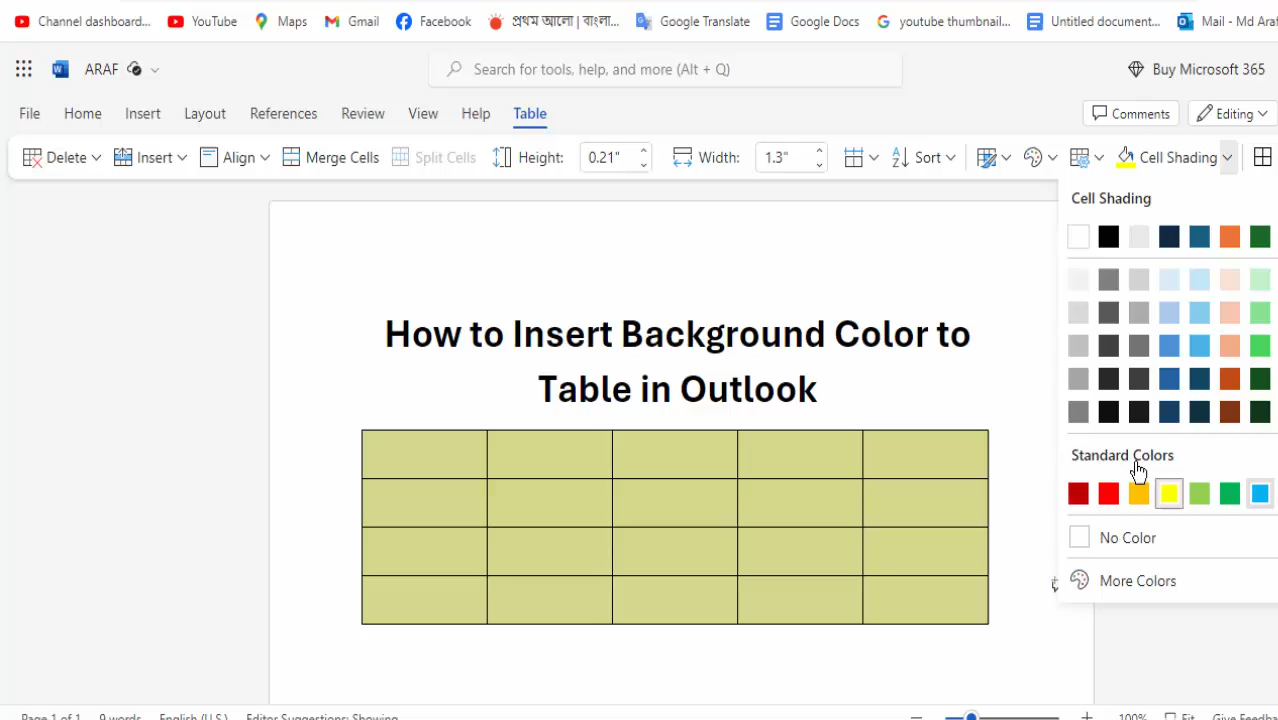 Channel dashboard... YouTube Maps Gmail Facebook প্রথম আলো | বাংলা... Google Translate Google Docs youtube thumbnail... Untitled document... Mail - Md Araf
ARAF Search for tools, help, and more (Alt + Q) Buy Microsoft 365
File Home Insert Layout References Review View Help Table Comments Editing
Delete Insert Align Merge Cells Split Cells Height: 0.21" Width: 1.3" Sort Cell Shading
Cell Shading
How to Insert Background Color to
Table in Outlook
Standard Colors
No Color
More Colors
Page 1 of 1 9 words English (U.S.) Editor Suggestions: Showing 100% Fit Give Feedba